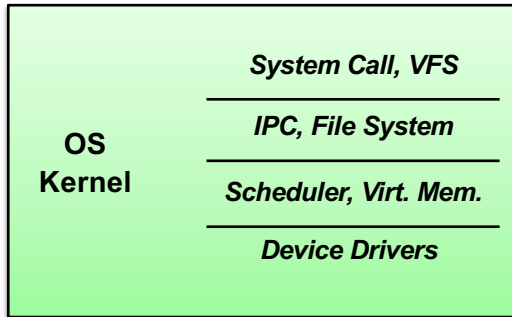 OS
Kernel
System Call, VFS
IPC, File System
Scheduler, Virt. Mem.
Device Drivers